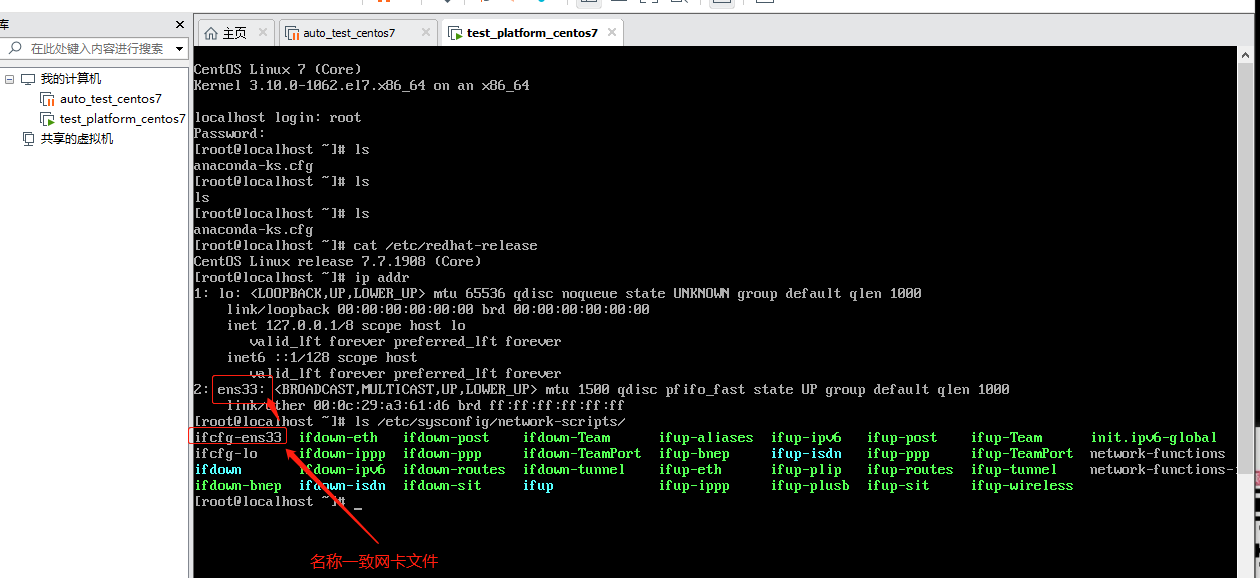 库
主页
auto_test_centos7
test_platform_centos7
在此处键入内容进行搜索
我的计算机
auto_test_centos7
test_platform_centos7
共享的虚拟机
CentOS Linux 7 (Core)
Kernel 3.10.0-1062.el7.x86_64 on an x86_64
localhost login: root
Password:
[root@localhost ~]# ls
anaconda-ks.cfg
[root@localhost ~]# ls
ls
[root@localhost ~]# ls
anaconda-ks.cfg
[root@localhost ~]# cat /etc/redhat-release
CentOS Linux release 7.7.1908 (Core)
[root@localhost ~]# ip addr
1: lo: <LOOPBACK,UP,LOWER_UP> mtu 65536 qdisc noqueue state UNKNOWN group default qlen 1000
link/loopback 00:00:00:00:00:00 brd 00:00:00:00:00:00
inet 127.0.0.1/8 scope host lo
valid_lft forever preferred_lft forever
inet6 ::1/128 scope host
valid_lft forever preferred_lft forever
2: ens33: <BROADCAST,MULTICAST,UP,LOWER_UP> mtu 1500 qdisc pfifo_fast state UP group default qlen 1000
link/ether 00:0c:29:a3:61:d6 brd ff:ff:ff:ff:ff:ff
[root@localhost ~]# ls /etc/sysconfig/network-scripts/
ifcfg-ens33 ifdown-eth ifdown-post ifdown-Team ifup-aliases ifup-ipv6 ifup-post ifup-Team init.ipv6-global
ifcfg-lo ifdown-ippp ifdown-ppp ifdown-TeamPort ifup-bnep ifup-isdn ifup-ppp ifup-TeamPort network-functions
ifdown ifdown-ipv6 ifdown-routes ifdown-tunnel ifup-eth ifup-plip ifup-routes ifup-tunnel network-functions-
ifdown-bnep ifdown-isdn ifdown-sit ifup ifup-ippp ifup-plusb ifup-sit ifup-wireless
[root@localhost ~]# _
名称一致网卡文件